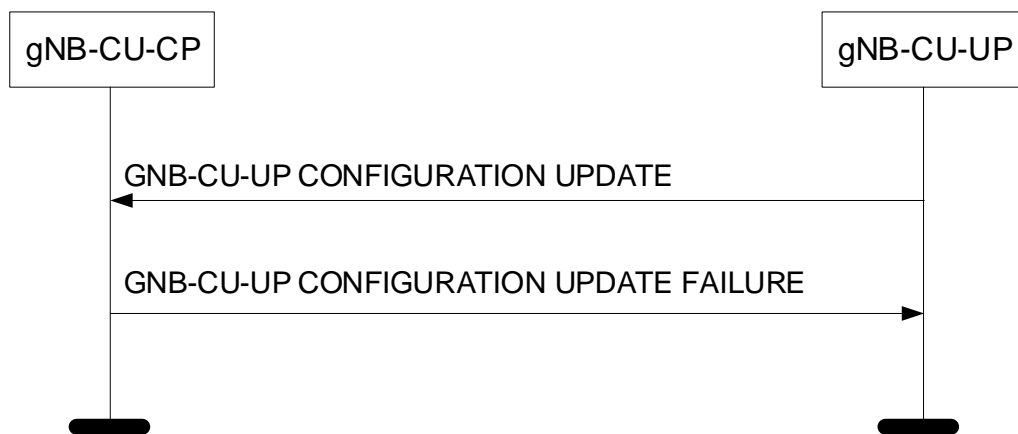 gNB-CU-CP
gNB-CU-UP
GNB-CU-UP CONFIGURATION UPDATE
GNB-CU-UP CONFIGURATION UPDATE FAILURE